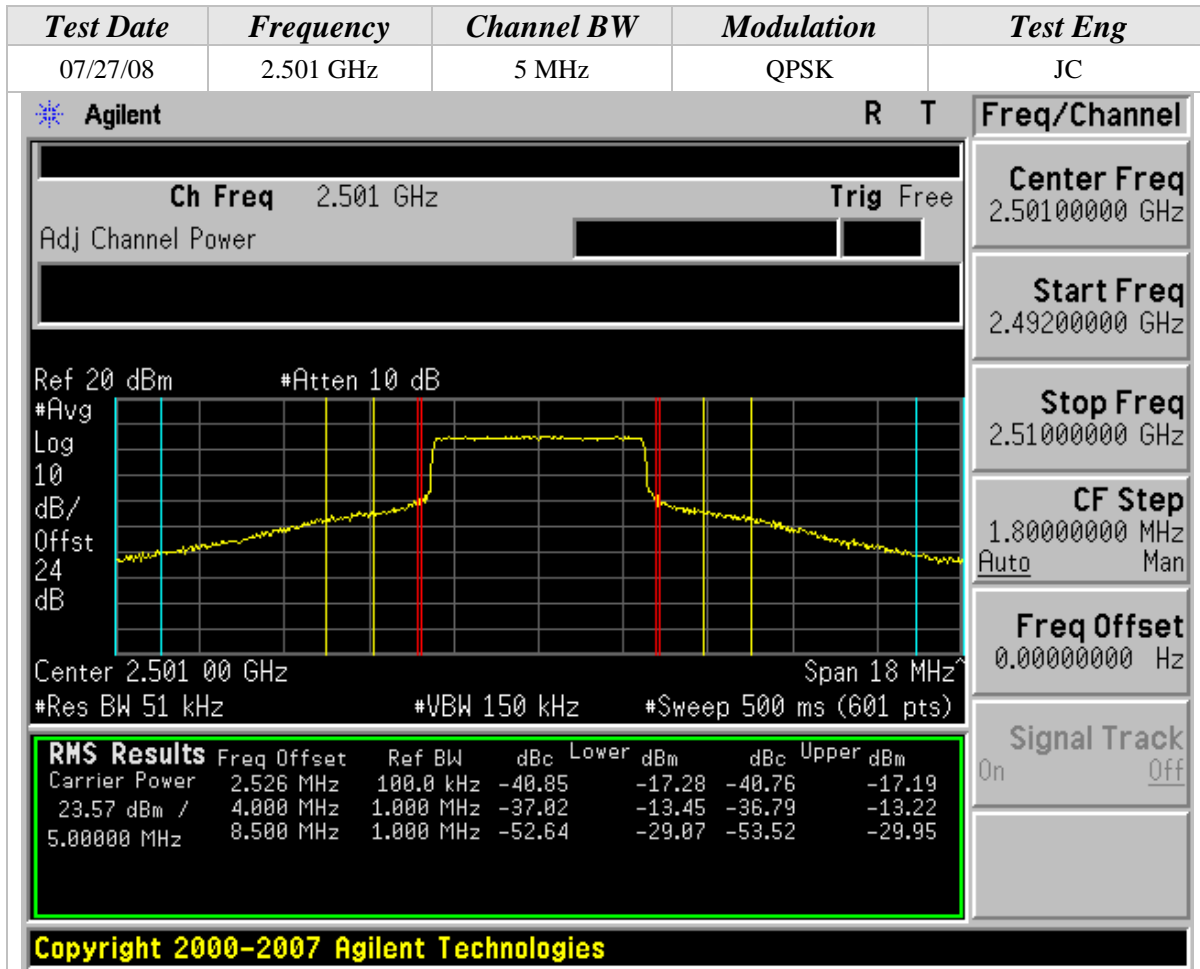 Test Date Frequency Channel BW Modulation Test Eng
07/27/08 2.501 GHz 5 MHz QPSK JC
Agilent R T
Freq/Channel
Ch Freq 2.501 GHz Trig Free
Adj Channel Power
Center Freq
2.50100000 GHz
Start Freq
2.49200000 GHz
Stop Freq
2.51000000 GHz
CF Step
1.80000000 MHz
Auto Man
Freq Offset
0.00000000 Hz
Signal Track
On Off
Ref 20 dBm #Atten 10 dB
#Avg
Log
10
dB/
Offst
24
dB
Center 2.501 00 GHz Span 18 MHz^
#Res BW 51 kHz #VBW 150 kHz #Sweep 500 ms (601 pts)
RMS Results Freq Offset Ref BW dBc Lower dBm dBc Upper dBm
Carrier Power 2.526 MHz 100.0 kHz -40.85 -17.28 -40.76 -17.19
23.57 dBm / 4.000 MHz 1.000 MHz -37.02 -13.45 -36.79 -13.22
5.00000 MHz 8.500 MHz 1.000 MHz -52.64 -29.07 -53.52 -29.95
Copyright 2000-2007 Agilent Technologies